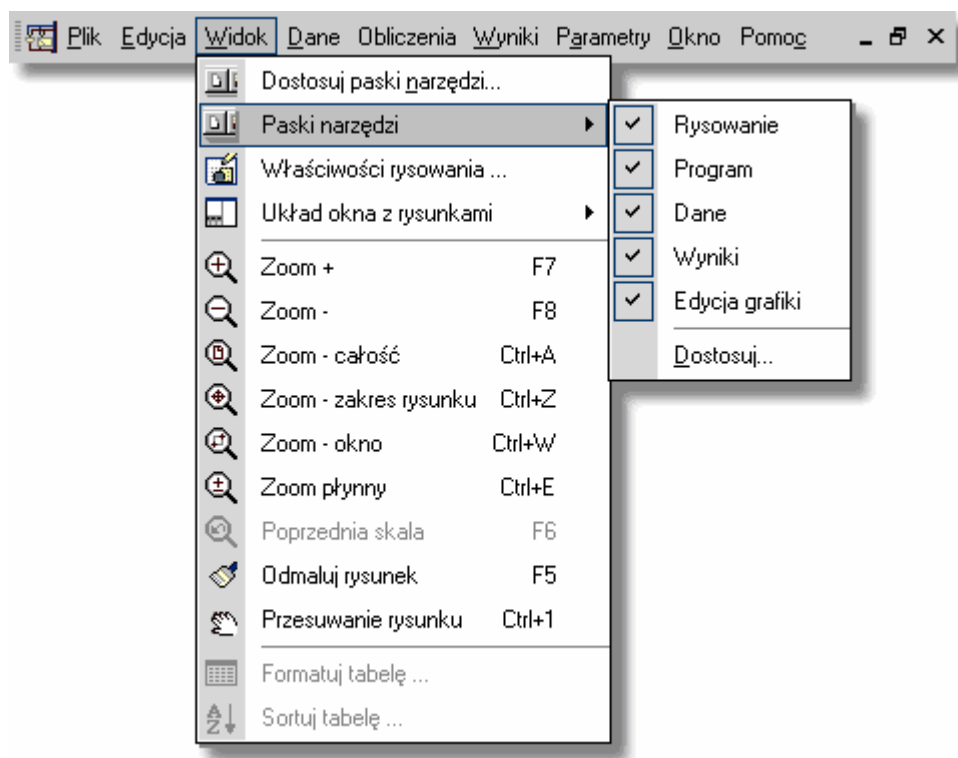 Plik Edycja Widok Dane Obliczenia Wyniki Parametry Okno Pomoc
Dostosuj paski narzędzi...
Paski narzędzi
Właściwości rysowania ...
Układ okna z rysunkami
Zoom + F7
Zoom - F8
Zoom - całość Ctrl+A
Zoom - zakres rysunku Ctrl+Z
Zoom - okno Ctrl+W
Zoom płynny Ctrl+E
Poprzednia skala F6
Odmaluj rysunek F5
Przesuwanie rysunku Ctrl+1
Formatuj tabelę ...
Sortuj tabelę ...
Rysowanie
Program
Dane
Wyniki
Edycja grafiki
Dostosuj...